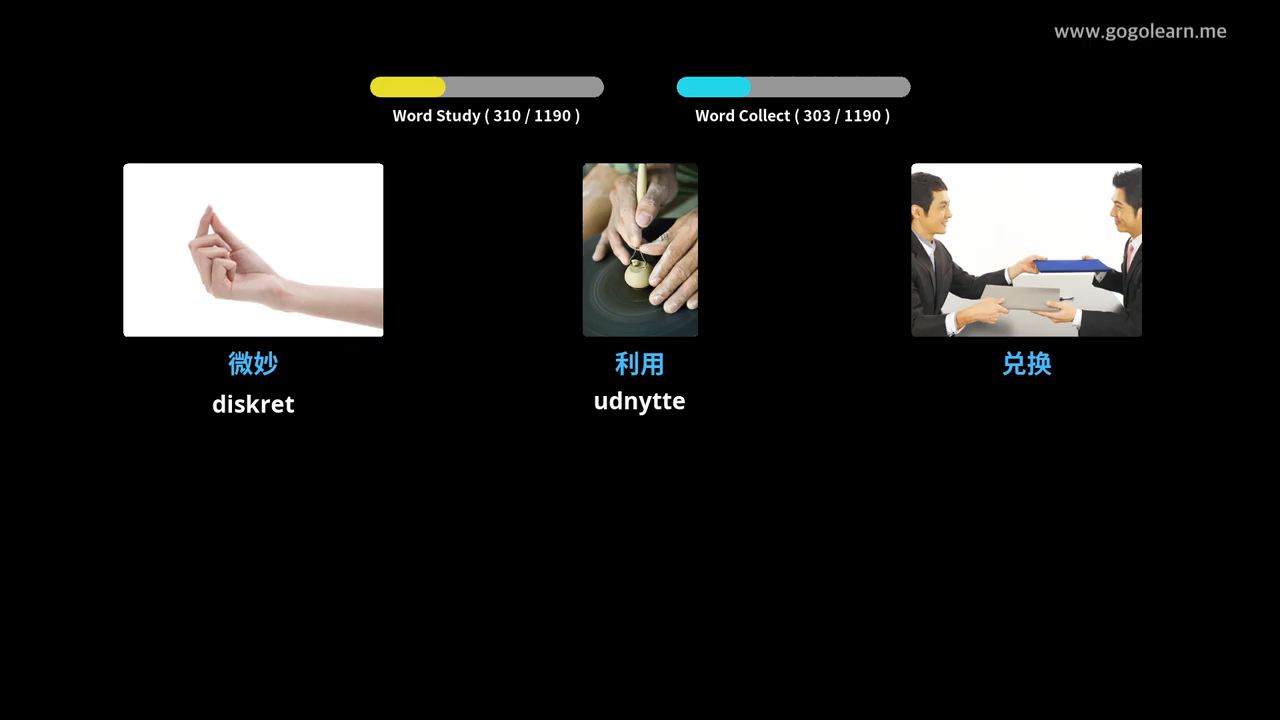 www.gogolearn.me
Word Study ( 310 / 1190 )
Word Collect ( 303 / 1190 )
微妙
利用
兑换
diskret
udnytte